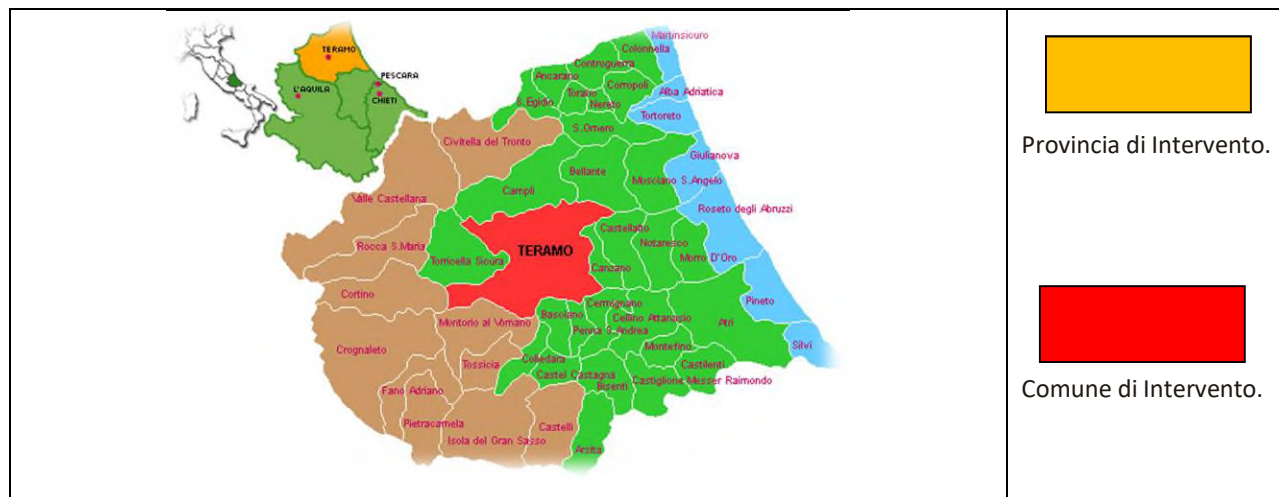 TERAMO
PESCARA
L'AQUILA
CHIETI
Martinsicuro
Colonnella
Controguerra
Ancarano
Corropoli
Torano
Nereto
Alba Adriatica
S. Egidio
Tortoreto
S.Omero
Civitella del Tronto
Giulianova
Bellante
Mosciano S.Angelo
Campli
Valle Castellana
Roseto degli Abruzzi
Castellalto
Rocca S.Maria
TERAMO
Notaresco
Torricella Sicura
Morro D'Oro
Canzano
Cortino
Pineto
Cermignano
Basciano
Cellino Attanasio
Montorio al Vomano
Atri
Penna S.Andrea
Silvi
Crognaleto
Montefino
Colledara
Tossicia
Castilenti
Castel Castagna
Fano Adriano
Bisenti
Castiglione Messer Raimondo
Pietracamela
Castelli
Isola del Gran Sasso
Arsita
Provincia di Intervento.
Comune di Intervento.